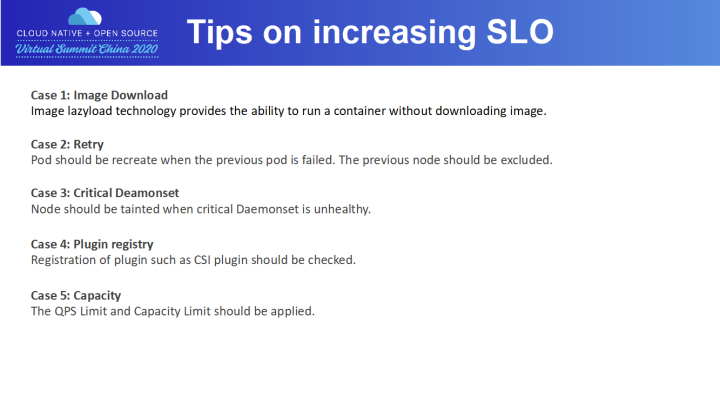 CLOUD NATIVE + OPEN SOURCE
Virtual Summit China 2020
Tips on increasing SLO
Case 1: Image Download
Image lazyload technology provides the ability to run a container without downloading image.
Case 2: Retry
Pod should be recreate when the previous pod is failed. The previous node should be excluded.
Case 3: Critical Deamonset
Node should be tainted when critical Daemonset is unhealthy.
Case 4: Plugin registry
Registration of plugin such as CSI plugin should be checked.
Case 5: Capacity
The QPS Limit and Capacity Limit should be applied.